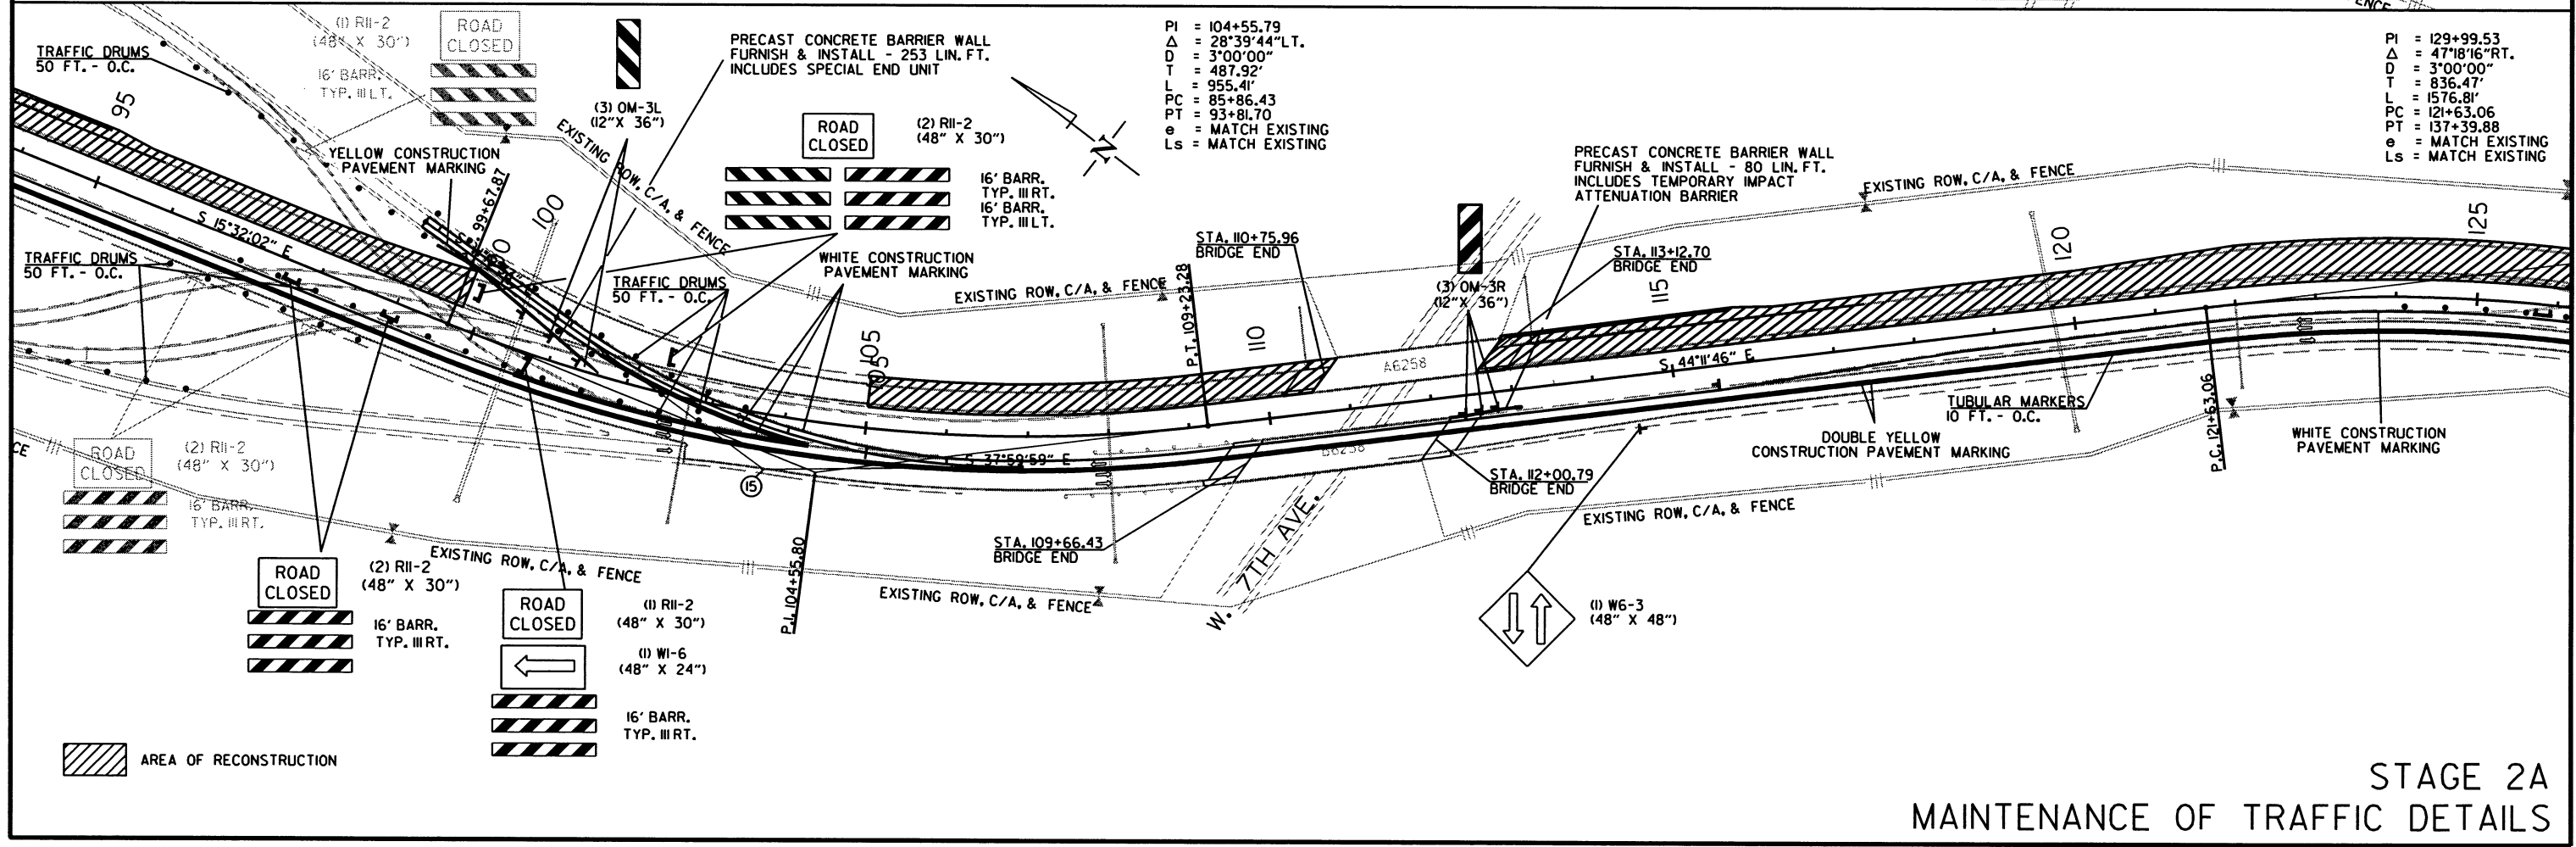 (1) R11-2
(48" X 30")
ROAD
CLOSED
TRAFFIC DRUMS
50 FT. - O.C.
16' BARR.
TYP. III LT.
95
(3) OM-3L
(12"X 36")
PRECAST CONCRETE BARRIER WALL
FURNISH & INSTALL - 253 LIN. FT.
INCLUDES SPECIAL END UNIT
PI = 104+55.79
Δ = 28°39'44"LT.
D = 3°00'00"
T = 487.92'
L = 955.41'
PC = 85+86.43
PT = 93+81.70
e = MATCH EXISTING
Ls = MATCH EXISTING
PI = 129+99.53
Δ = 47°18'16"RT.
D = 3°00'00"
T = 836.47'
L = 1576.81'
PC = 121+63.06
PT = 137+39.88
e = MATCH EXISTING
Ls = MATCH EXISTING
N
EXISTING ROW, C/A, & FENCE
ROAD
CLOSED
(2) R11-2
(48" X 30")
16' BARR.
TYP. III RT.
16' BARR.
TYP. III LT.
YELLOW CONSTRUCTION
PAVEMENT MARKING
99+67.87
100
S 15°32'02" E
TRAFFIC DRUMS
50 FT. - O.C.
TRAFFIC DRUMS
50 FT. - O.C.
WHITE CONSTRUCTION
PAVEMENT MARKING
EXISTING ROW, C/A, & FENCE
P.T. 109+23.28
STA. 110+75.96
BRIDGE END
PRECAST CONCRETE BARRIER WALL
FURNISH & INSTALL - 80 LIN. FT.
INCLUDES TEMPORARY IMPACT
ATTENUATION BARRIER
EXISTING ROW, C/A, & FENCE
(3) OM-3R
(12"X 36")
STA. 113+12.70
BRIDGE END
105
95
110
A6258
115
S 44°11'46" E
120
125
S 37°59'59" E
B6258
15
P.I. 104+55.80
STA. 109+66.43
BRIDGE END
STA. 112+00.79
BRIDGE END
W. 7TH AVE.
DOUBLE YELLOW
CONSTRUCTION PAVEMENT MARKING
TUBULAR MARKERS
10 FT. - O.C.
P.C. 121+63.06
WHITE CONSTRUCTION
PAVEMENT MARKING
EXISTING ROW, C/A, & FENCE
ROAD
CLOSED
(2) R11-2
(48" X 30")
16' BARR.
TYP. III RT.
EXISTING ROW, C/A, & FENCE
EXISTING ROW, C/A, & FENCE
ROAD
CLOSED
(2) R11-2
(48" X 30")
16' BARR.
TYP. III RT.
ROAD
CLOSED
(1) R11-2
(48" X 30")
(1) W1-6
(48" X 24")
16' BARR.
TYP. III RT.
(1) W6-3
(48" X 48")
AREA OF RECONSTRUCTION
STAGE 2A
MAINTENANCE OF TRAFFIC DETAILS